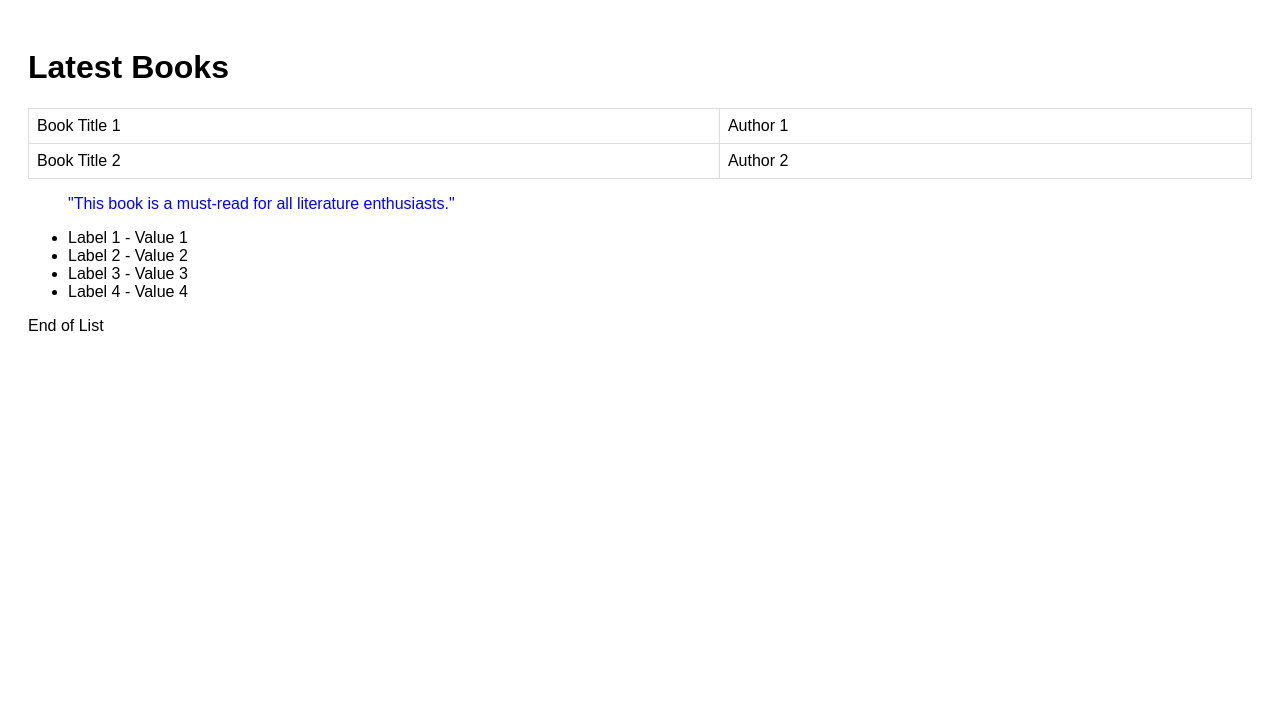 Latest Books
Book Title 1 Author 1
Book Title 2 Author 2
"This book is a must-read for all literature enthusiasts."
Label 1 - Value 1
Label 2 - Value 2
Label 3 - Value 3
Label 4 - Value 4
End of List